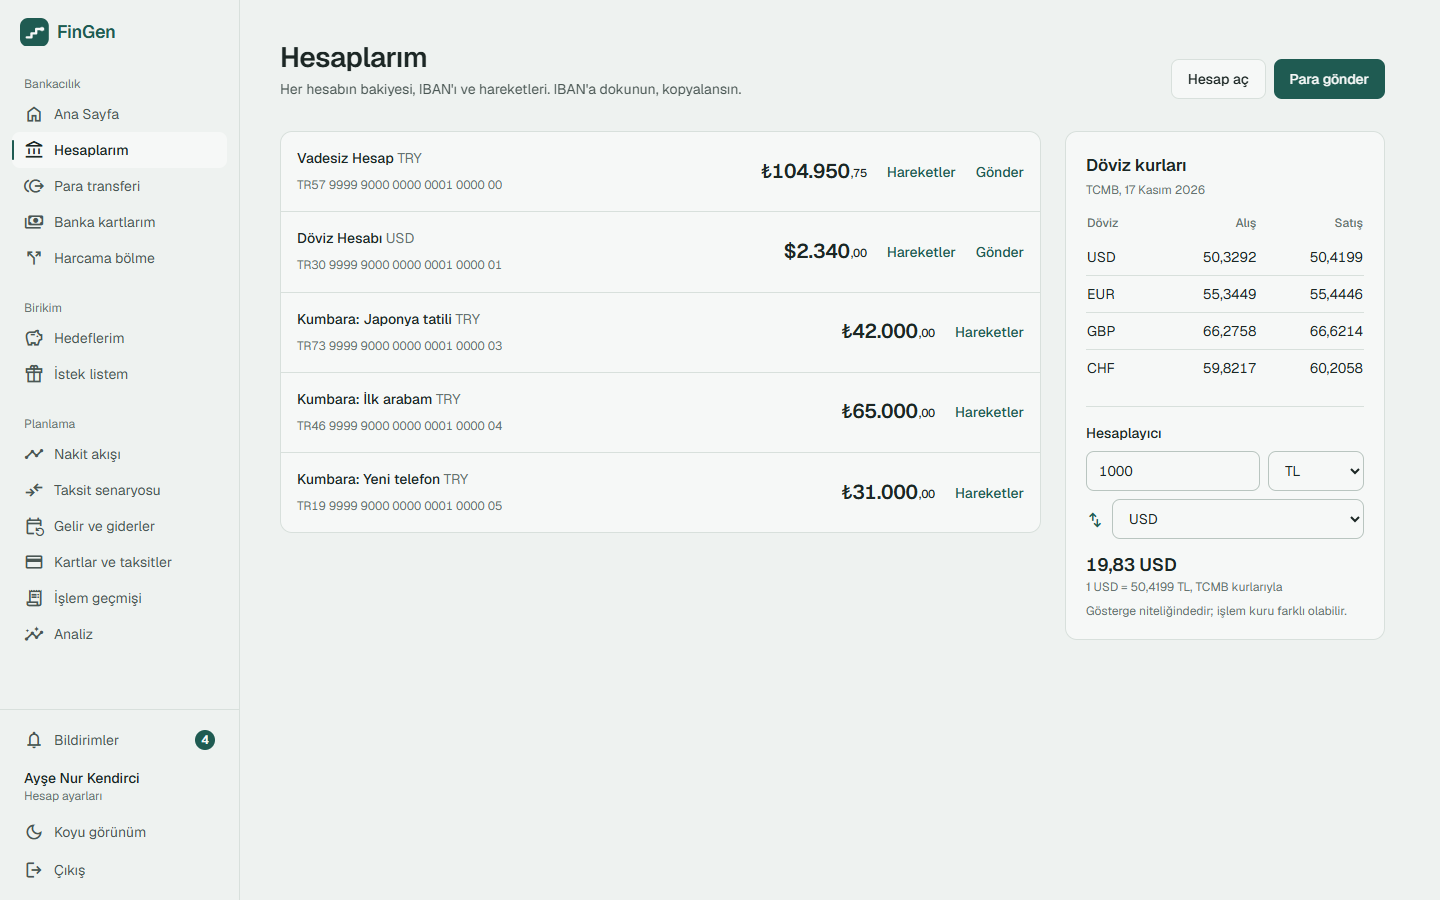 FinGen
Bankacılık
Ana Sayfa
Hesaplarım
Para transferi
Banka kartlarım
Harcama bölme
Birikim
Hedeflerim
İstek listem
Planlama
Nakit akışı
Taksit senaryosu
Gelir ve giderler
Kartlar ve taksitler
İşlem geçmişi
Analiz
Bildirimler 4
Ayşe Nur Kendirci
Hesap ayarları
Koyu görünüm
Çıkış
Hesaplarım
Her hesabın bakiyesi, IBAN'ı ve hareketleri. IBAN'a dokunun, kopyalansın.
Hesap aç Para gönder
Vadesiz Hesap TRY
TR57 9999 9000 0000 0001 0000 00
₺104.950,75 Hareketler Gönder
Döviz Hesabı USD
TR30 9999 9000 0000 0001 0000 01
$2.340,00 Hareketler Gönder
Kumbara: Japonya tatili TRY
TR73 9999 9000 0000 0001 0000 03
₺42.000,00 Hareketler
Kumbara: İlk arabam TRY
TR46 9999 9000 0000 0001 0000 04
₺65.000,00 Hareketler
Kumbara: Yeni telefon TRY
TR19 9999 9000 0000 0001 0000 05
₺31.000,00 Hareketler
Döviz kurları
TCMB, 17 Kasım 2026
Döviz Alış Satış
USD 50,3292 50,4199
EUR 55,3449 55,4446
GBP 66,2758 66,6214
CHF 59,8217 60,2058
Hesaplayıcı
1000 TL
USD
19,83 USD
1 USD = 50,4199 TL, TCMB kurlarıyla
Gösterge niteliğindedir; işlem kuru farklı olabilir.